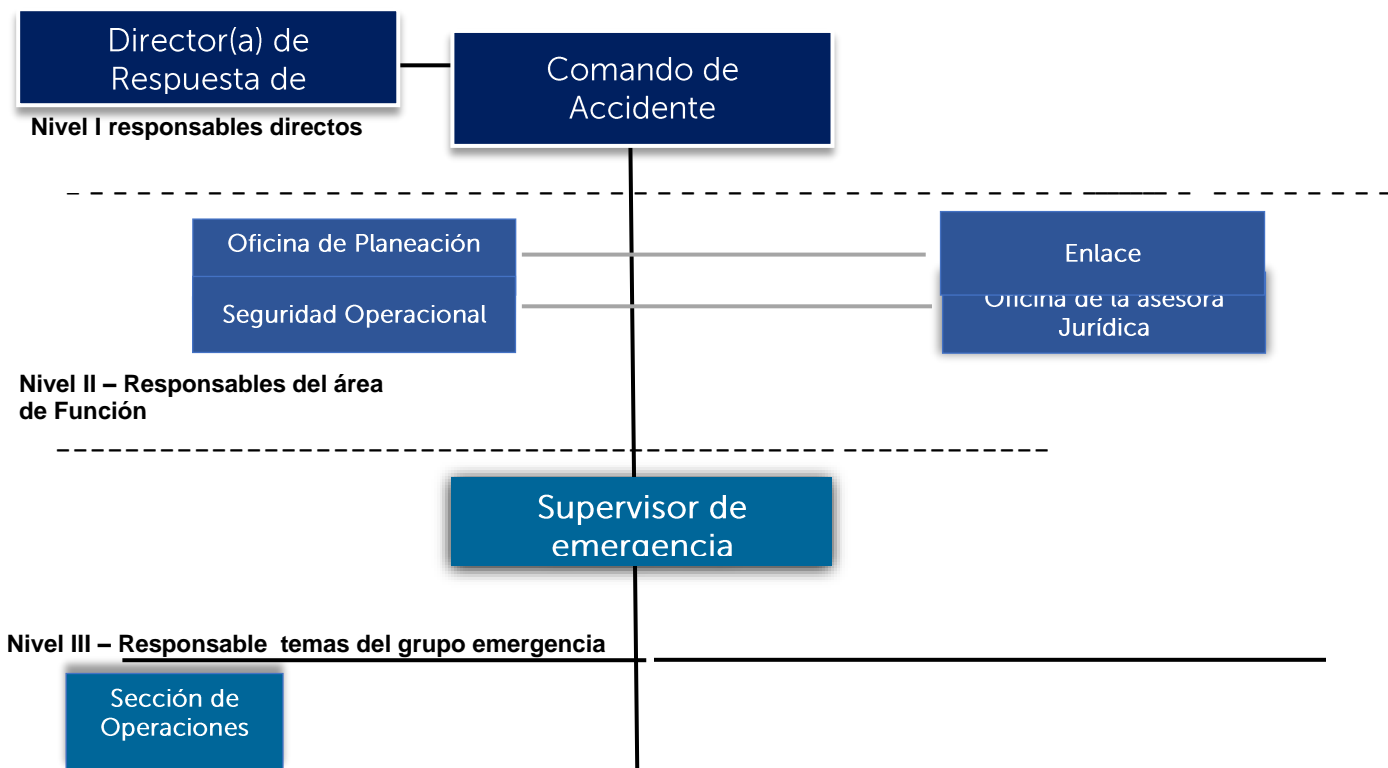 Director(a) de
Respuesta de
Comando de
Accidente
Nivel I responsables directos
Oficina de Planeación
Seguridad Operacional
Enlace
Oficina de la asesora
Jurídica
Nivel II – Responsables del área
de Función
Supervisor de
emergencia
Nivel III – Responsable temas del grupo emergencia
Sección de
Operaciones